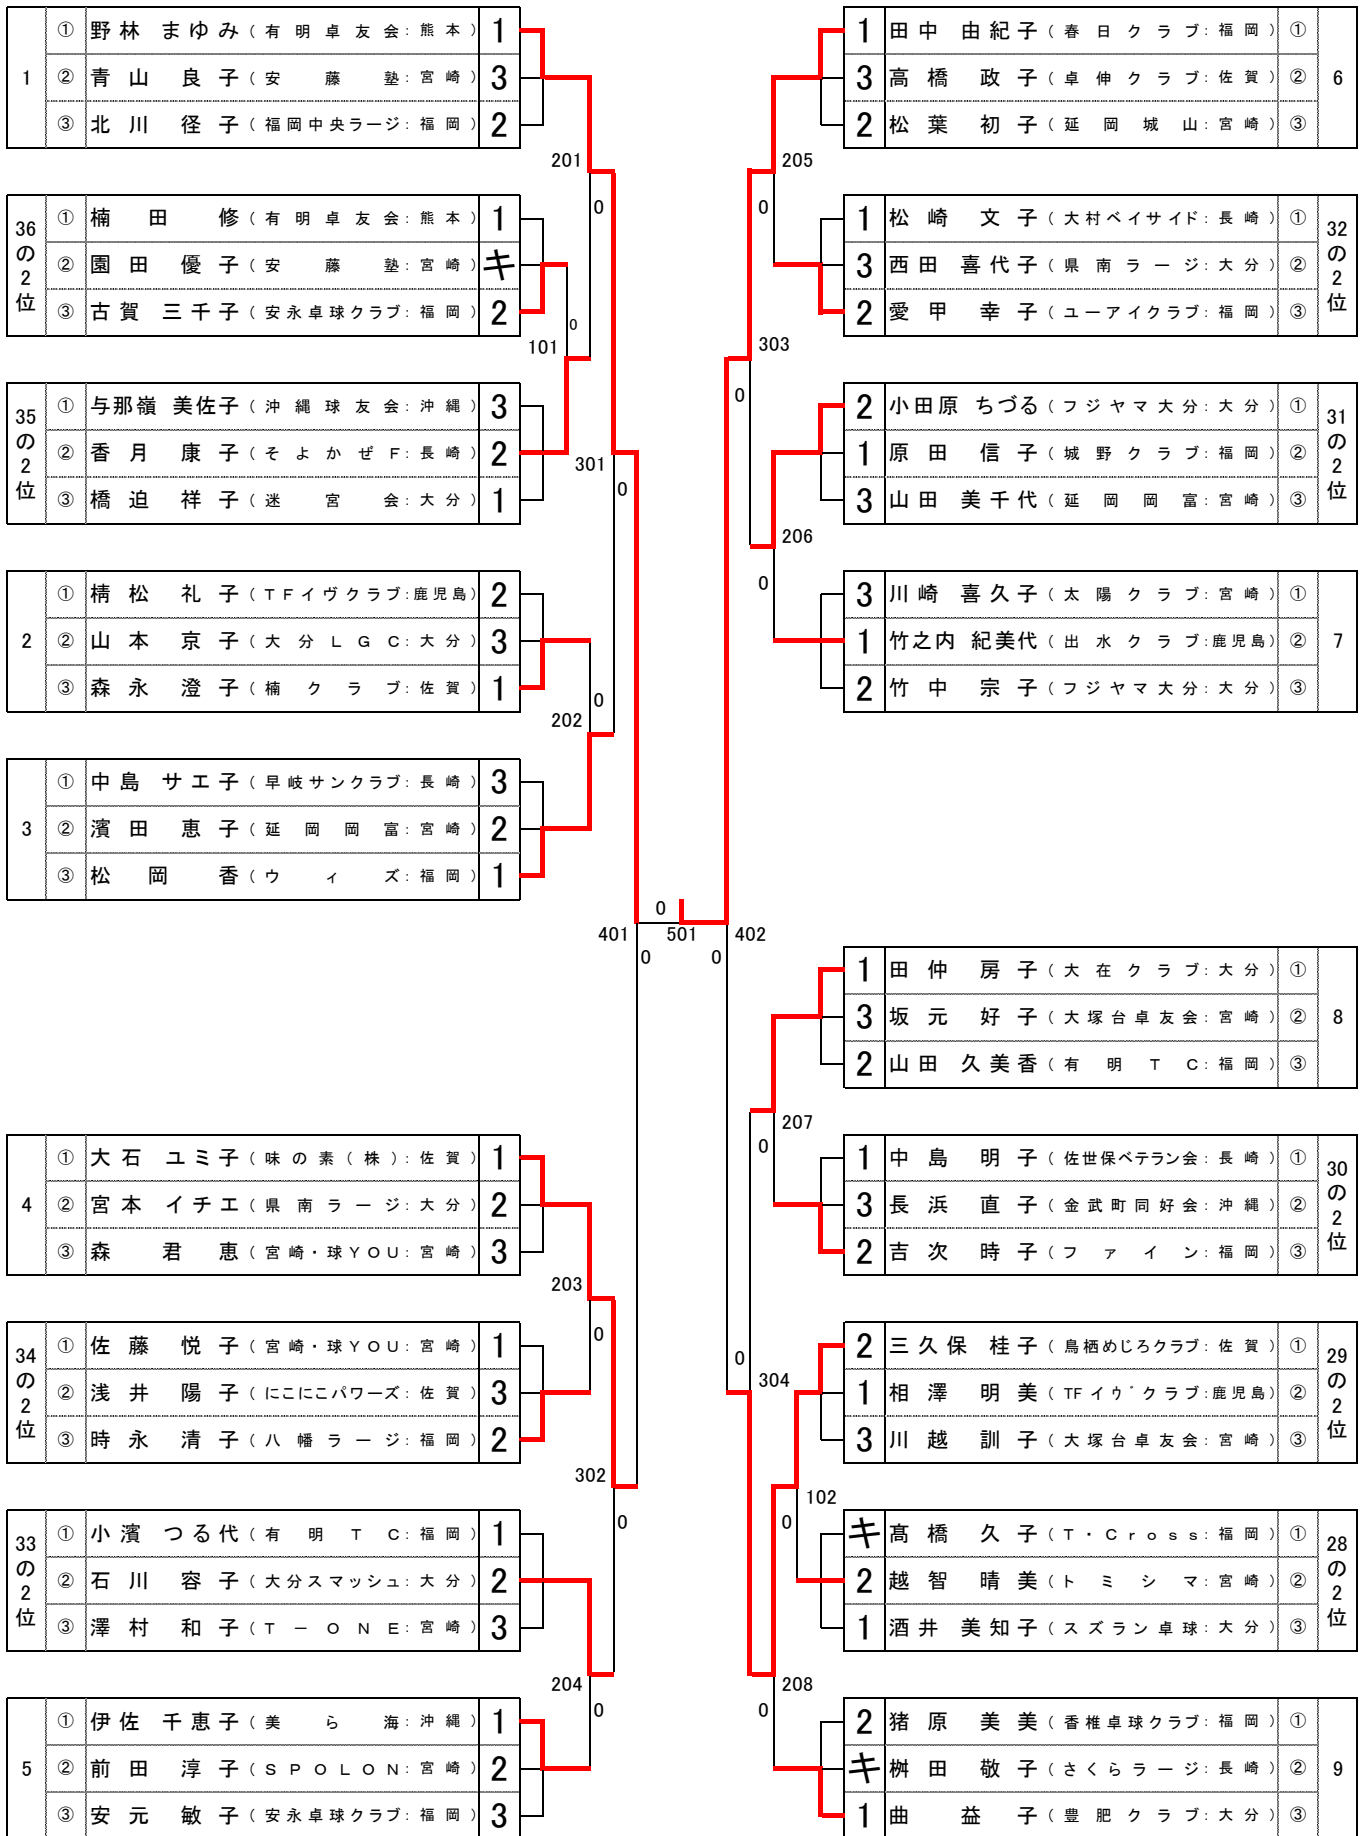 1
① 野林 まゆみ (有明卓友会:熊本) 1
② 青山 良子 (安藤塾:宮崎) 3
③ 北川 径子 (福岡中央ラージ:福岡) 2
201
0
36の2位
① 楠田 修 (有明卓友会:熊本) 1
② 園田 優子 (安藤塾:宮崎) キ
③ 古賀 三千子 (安永卓球クラブ:福岡) 2
0
101
35の2位
① 与那嶺 美佐子 (沖縄球友会:沖縄) 3
② 香月 康子 (そよかぜF:長崎) 2
③ 橋迫 祥子 (迷宮会:大分) 1
301
0
2
① 棈松 礼子 (TFイヴクラブ:鹿児島) 2
② 山本 京子 (大分LGC:大分) 3
③ 森永 澄子 (楠クラブ:佐賀) 1
0
202
3
① 中島 サエ子 (早岐サンクラブ:長崎) 3
② 濱田 恵子 (延岡岡富:宮崎) 2
③ 松岡 香 (ウィズ:福岡) 1
0
401 501 402
0 0
4
① 大石 ユミ子 (味の素(株):佐賀) 1
② 宮本 イチエ (県南ラージ:大分) 2
③ 森 君恵 (宮崎・球YOU:宮崎) 3
203
0
34の2位
① 佐藤 悦子 (宮崎・球YOU:宮崎) 1
② 浅井 陽子 (にこにこパワーズ:佐賀) 3
③ 時永 清子 (八幡ラージ:福岡) 2
302
0
33の2位
① 小濱 つる代 (有明TC:福岡) 1
② 石川 容子 (大分スマッシュ:大分) 2
③ 澤村 和子 (T-ONE:宮崎) 3
204
0
5
① 伊佐 千恵子 (美ら海:沖縄) 1
② 前田 淳子 (SPOLON:宮崎) 2
③ 安元 敏子 (安永卓球クラブ:福岡) 3
1 田中 由紀子 (春日クラブ:福岡) ①
3 高橋 政子 (卓伸クラブ:佐賀) ②
2 松葉 初子 (延岡城山:宮崎) ③
6
205
0
1 松崎 文子 (大村ベイサイド:長崎) ①
3 西田 喜代子 (県南ラージ:大分) ②
2 愛甲 幸子 (ユーアイクラブ:福岡) ③
32の2位
303
0
2 小田原 ちづる (フジヤマ大分:大分) ①
1 原田 信子 (城野クラブ:福岡) ②
3 山田 美千代 (延岡岡富:宮崎) ③
31の2位
206
0
3 川崎 喜久子 (太陽クラブ:宮崎) ①
1 竹之内 紀美代 (出水クラブ:鹿児島) ②
2 竹中 宗子 (フジヤマ大分:大分) ③
7
1 田仲 房子 (大在クラブ:大分) ①
3 坂元 好子 (大塚台卓友会:宮崎) ②
2 山田 久美香 (有明TC:福岡) ③
8
207
0
1 中島 明子 (佐世保ベテラン会:長崎) ①
3 長浜 直子 (金武町同好会:沖縄) ②
2 吉次 時子 (ファイン:福岡) ③
30の2位
0
304
2 三久保 桂子 (鳥栖めじろクラブ:佐賀) ①
1 相澤 明美 (TFイヴクラブ:鹿児島) ②
3 川越 訓子 (大塚台卓友会:宮崎) ③
29の2位
102
0
キ 髙橋 久子 (T・Cross:福岡) ①
2 越智 晴美 (トミシマ:宮崎) ②
1 酒井 美知子 (スズラン卓球:大分) ③
28の2位
208
0
2 猪原 美美 (香椎卓球クラブ:福岡) ①
キ 桝田 敬子 (さくらラージ:長崎) ②
1 曲 益子 (豊肥クラブ:大分) ③
9